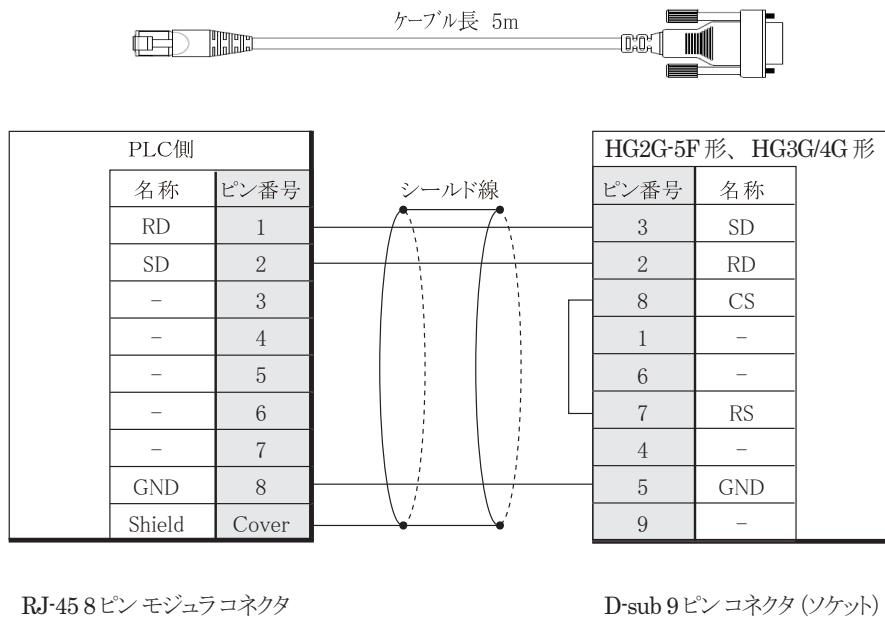 ケーブル長 5m
PLC側
名称 ピン番号
RD 1
SD 2
－ 3
－ 4
－ 5
－ 6
－ 7
GND 8
Shield Cover
シールド線
HG2G-5F形、HG3G/4G形
ピン番号 名称
3 SD
2 RD
8 CS
1 －
6 －
7 RS
4 －
5 GND
9 －
RJ-45 8ピン モジュラコネクタ
D-sub 9ピン コネクタ (ソケット)